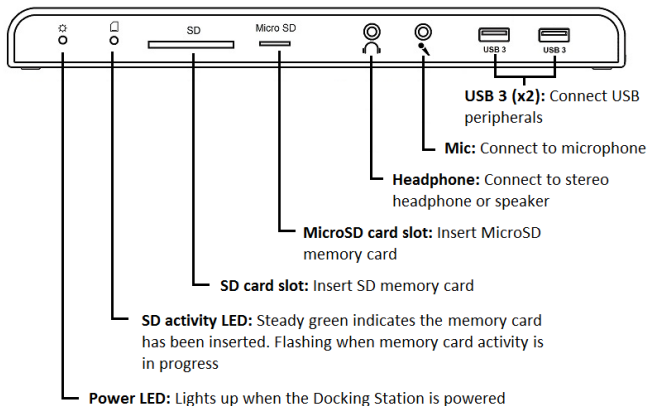 SD
Micro SD
USB 3
USB 3
USB 3 (x2): Connect USB
peripherals
Mic: Connect to microphone
Headphone: Connect to stereo
headphone or speaker
MicroSD card slot: Insert MicroSD
memory card
SD card slot: Insert SD memory card
SD activity LED: Steady green indicates the memory card
has been inserted. Flashing when memory card activity is
in progress
Power LED: Lights up when the Docking Station is powered